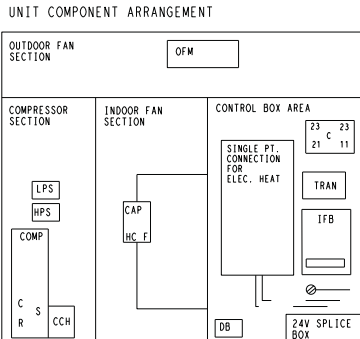 UNIT COMPONENT ARRANGEMENT
OUTDOOR FAN
SECTION
OFM
COMPRESSOR
SECTION
INDOOR FAN
SECTION
CONTROL BOX AREA
LPS
HPS
COMP
C
S
R
CCH
CAP
HC F
SINGLE PT.
CONNECTION
FOR
ELEC. HEAT
23 23
C
21 11
TRAN
IFB
DB
24V SPLICE
BOX